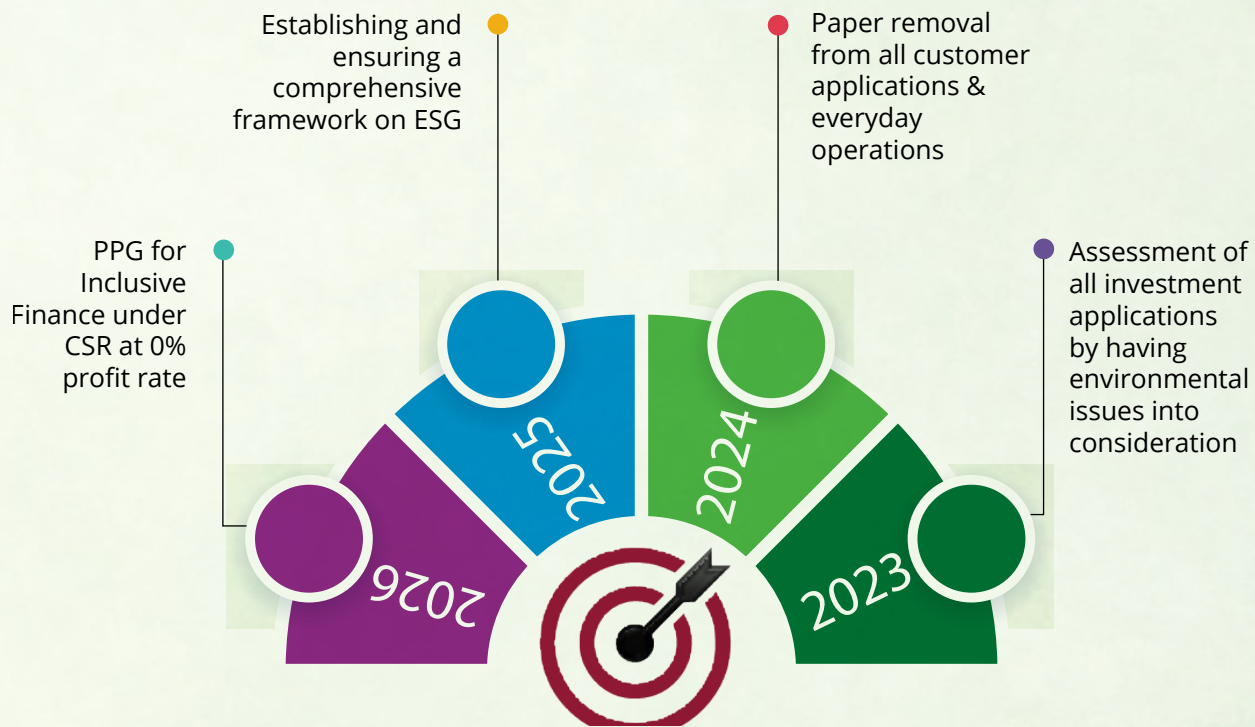 Establishing and
ensuring a
comprehensive
framework on ESG
Paper removal
from all customer
applications &
everyday
operations
PPG for
Inclusive
Finance under
CSR at 0%
profit rate
Assessment of
all investment
applications
by having
environmental
issues into
consideration
2026
2025
2024
2023